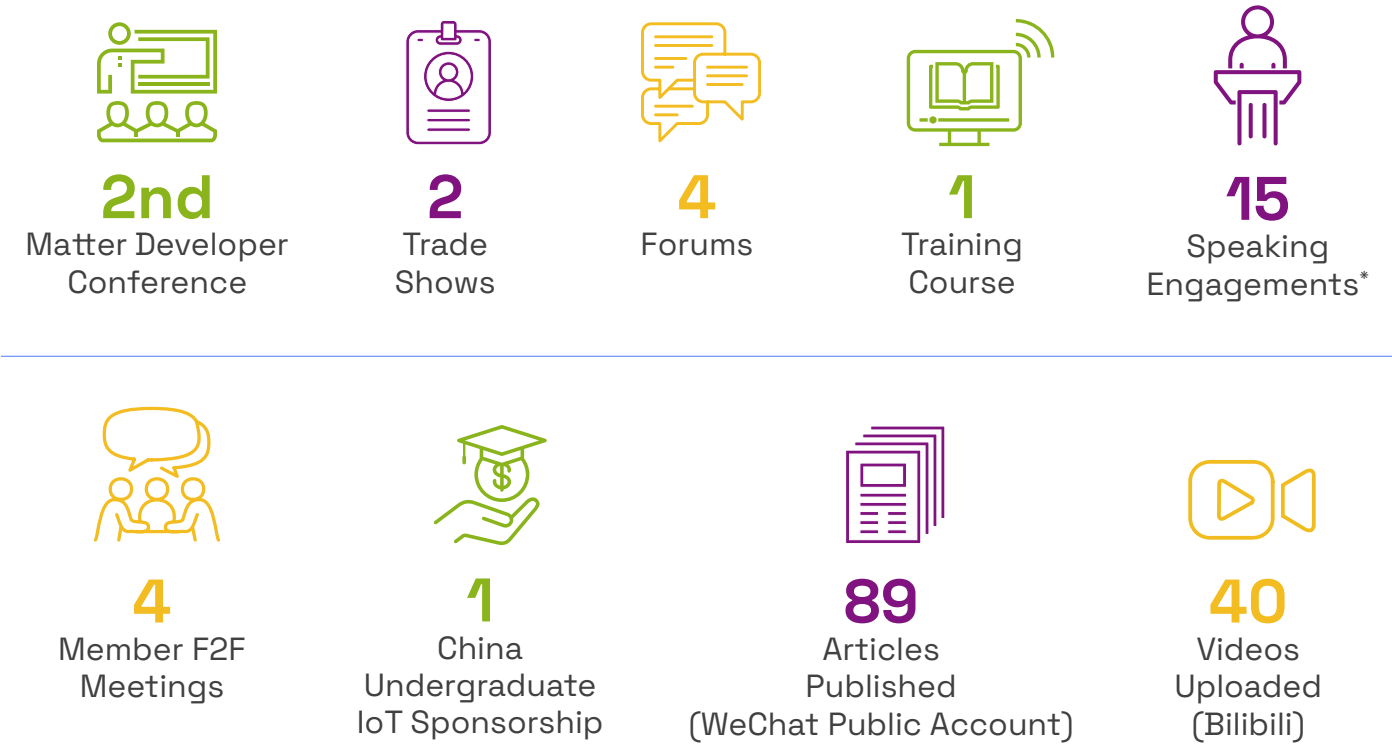 2nd
Matter Developer
Conference
2
Trade
Shows
4
Forums
1
Training
Course
15
Speaking
Engagements*
4
Member F2F
Meetings
$
1
China
Undergraduate
IoT Sponsorship
89
Articles
Published
(WeChat Public Account)
40
Videos
Uploaded
(Bilibili)